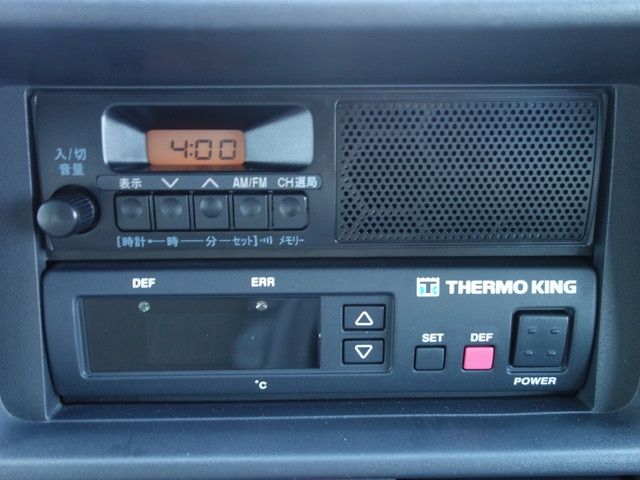 4:00
入/切
音量
表示 AM/FM CH選局
[時計 時 分 セット] メモリー
DEF ERR
THERMO KING
SET DEF
°C
POWER